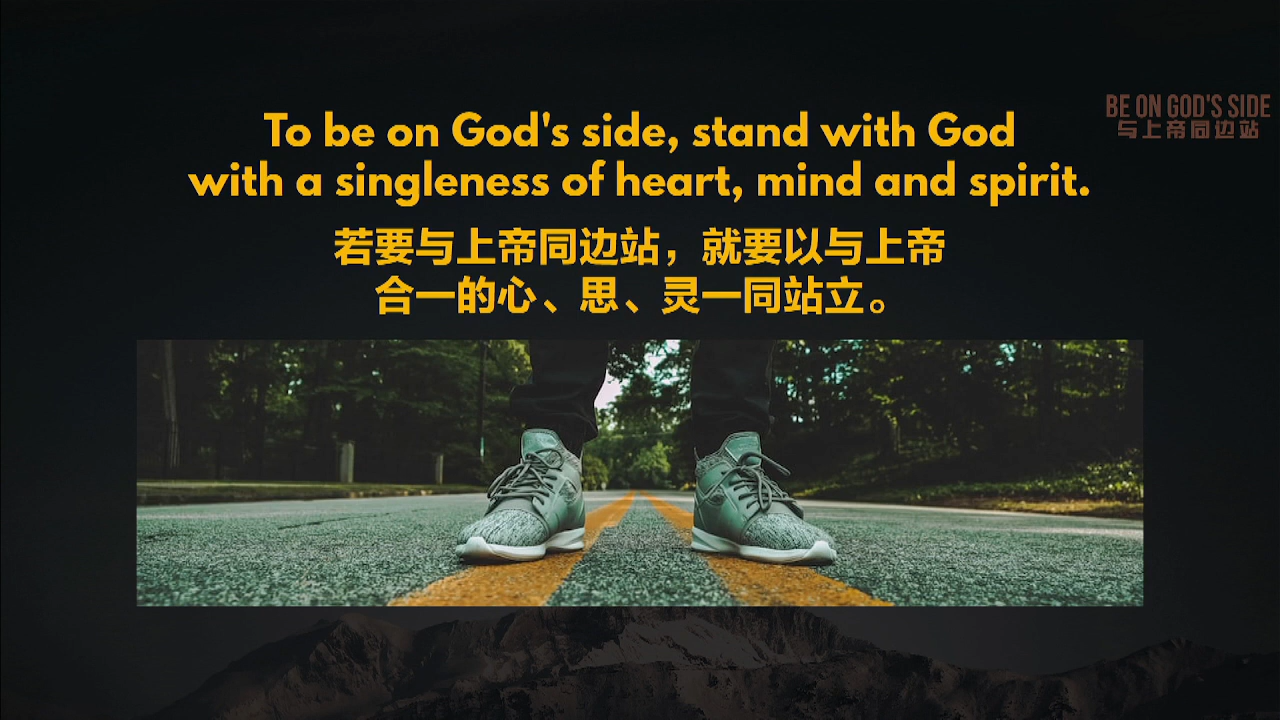 BE ON GOD'S SIDE
与上帝同边站
To be on God's side, stand with God
with a singleness of heart, mind and spirit.
若要与上帝同边站，就要以与上帝
合一的心、思、灵一同站立。